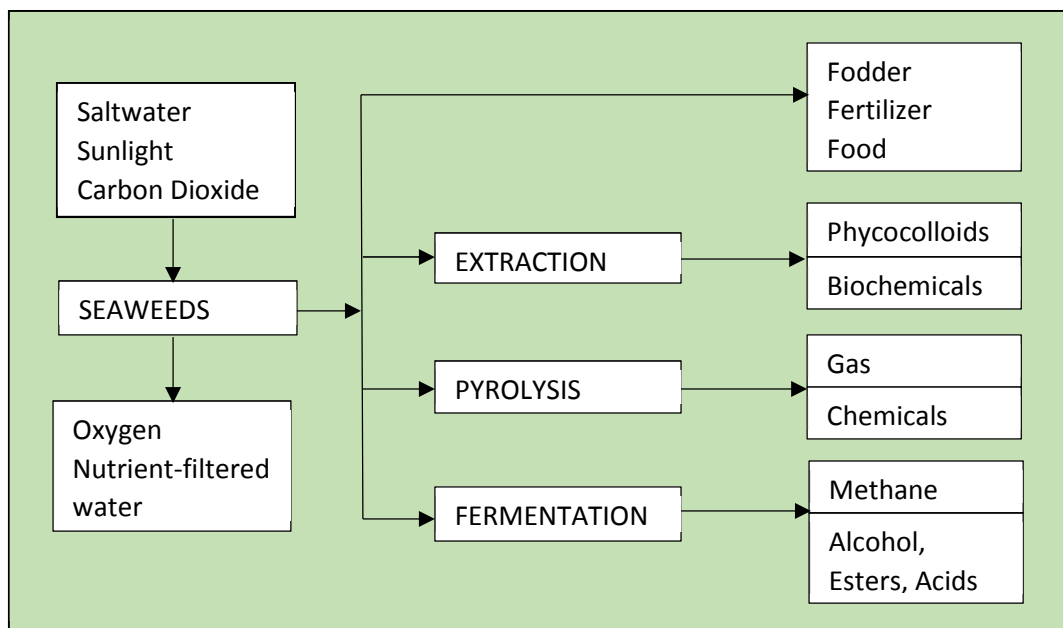 Saltwater
Sunlight
Carbon Dioxide
SEAWEEDS
Oxygen
Nutrient-filtered
water
EXTRACTION
PYROLYSIS
FERMENTATION
Fodder
Fertilizer
Food
Phycocolloids
Biochemicals
Gas
Chemicals
Methane
Alcohol,
Esters, Acids